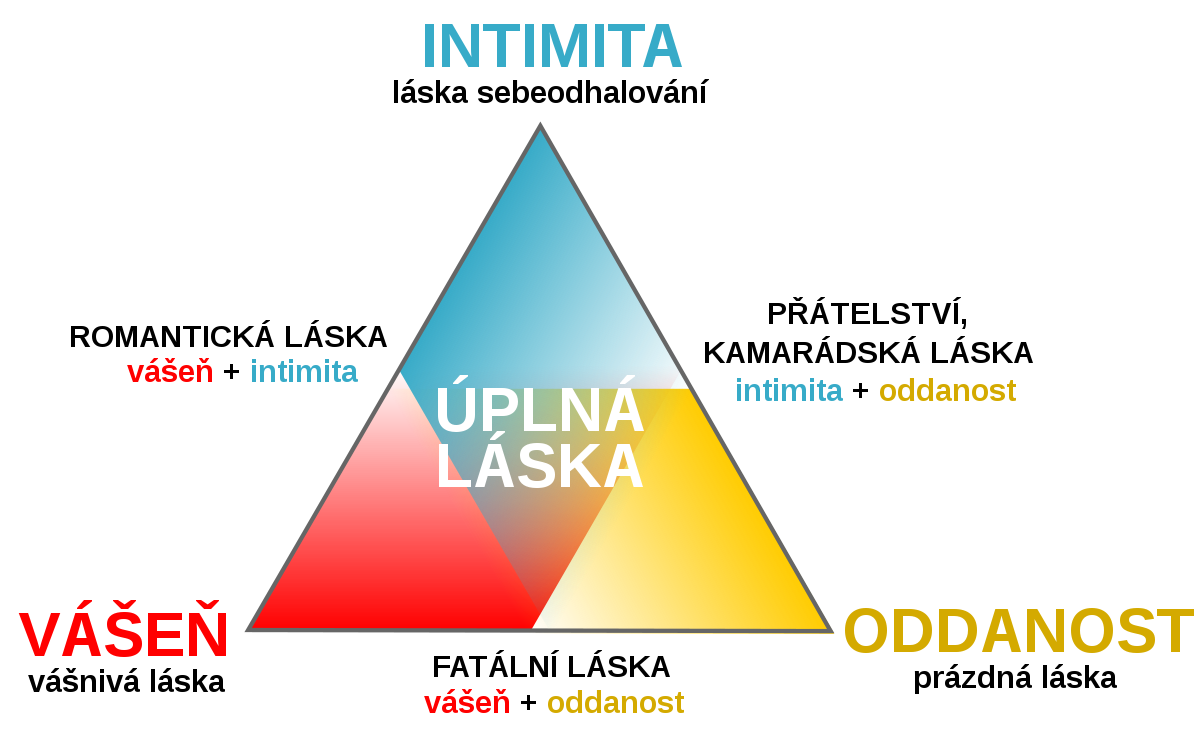 INTIMITA
láska sebeodhalování
ROMANTICKÁ LÁSKA
vášeň + intimita
PŘÁTELSTVÍ,
KAMARÁDSKÁ LÁSKA
intimita + oddanost
ÚPLNÁ
LÁSKA
VÁŠEŇ
vášnivá láska
ODDANOST
prázdná láska
FATÁLNÍ LÁSKA
vášeň + oddanost